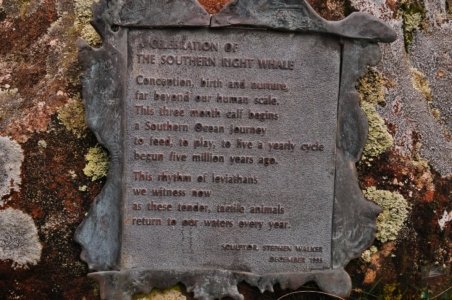 A CELEBRATION OF
THE SOUTHERN RIGHT WHALE
Conception, birth and nurture,
far beyond our human scale.
This three month calf begins
a Southern Ocean journey
to feed, to play, to live a yearly cycle
begun five million years ago.
This rhythm of leviathans
we witness now,
as these tender, tactile animals
return to our waters every year.
SCULPTOR, STEPHEN WALKER
DECEMBER